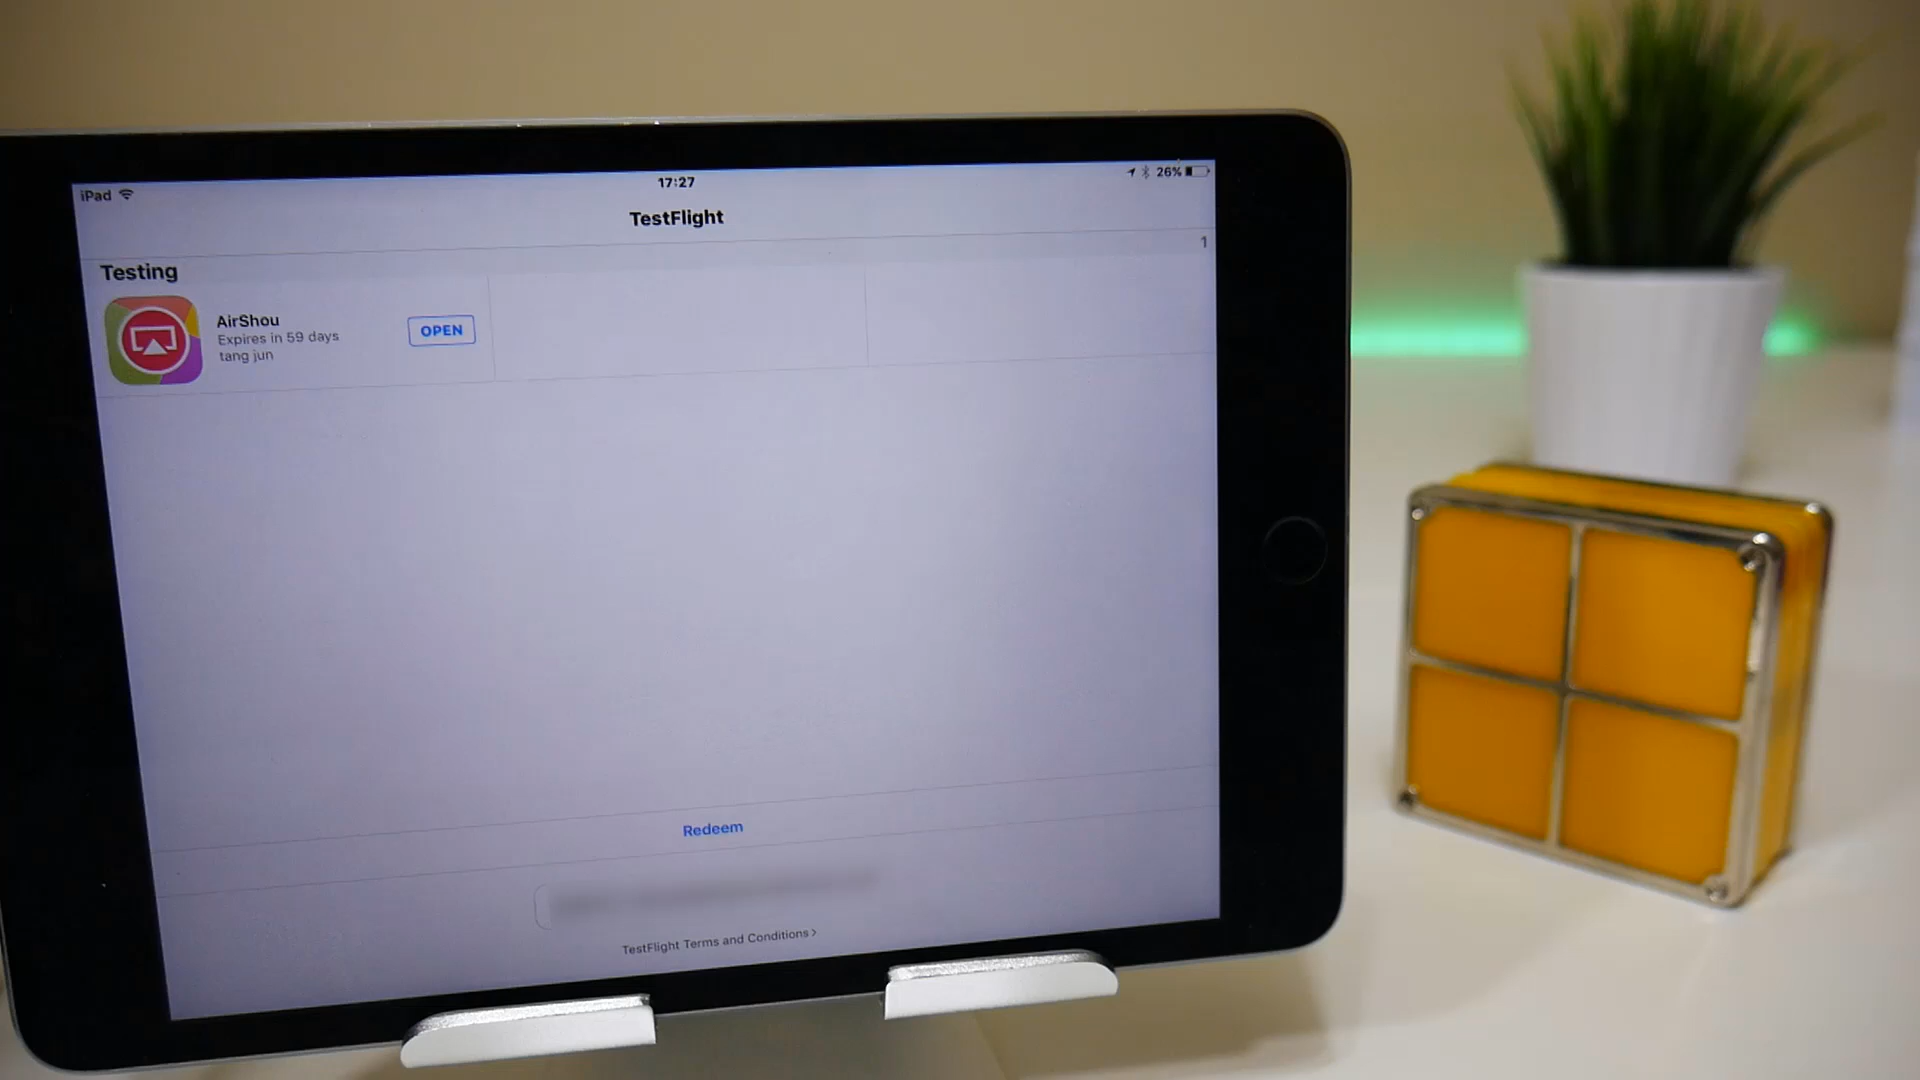 iPad
17:27
26%
TestFlight
Testing
1
AirShou
Expires in 59 days
tang jun
OPEN
Redeem
TestFlight Terms and Conditions